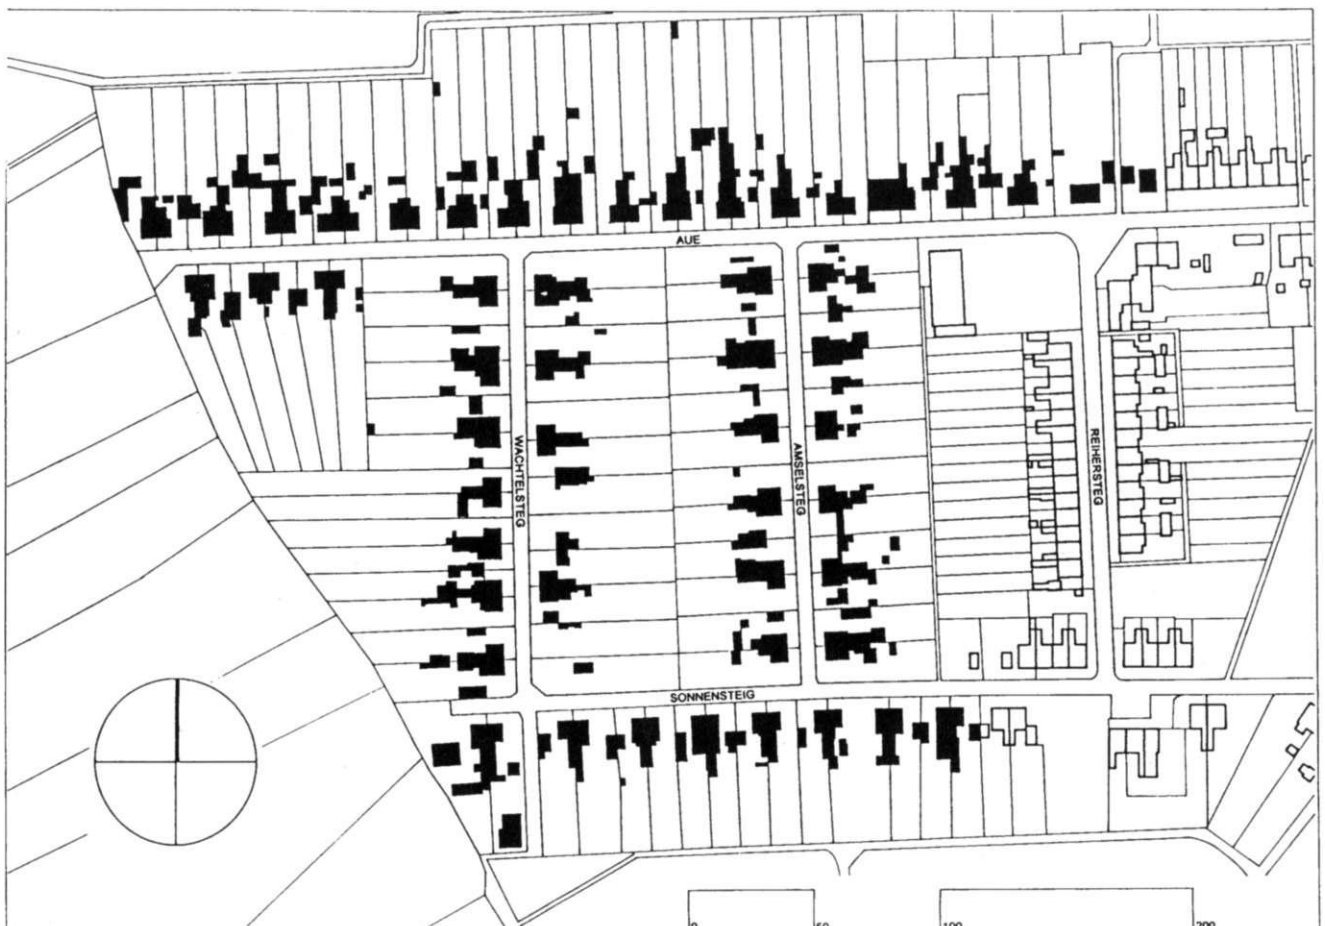 AUE
WACHTELSTEG
AMSELSTEG
REIHERSTEG
SONNENSTEIG
0 50 100 200